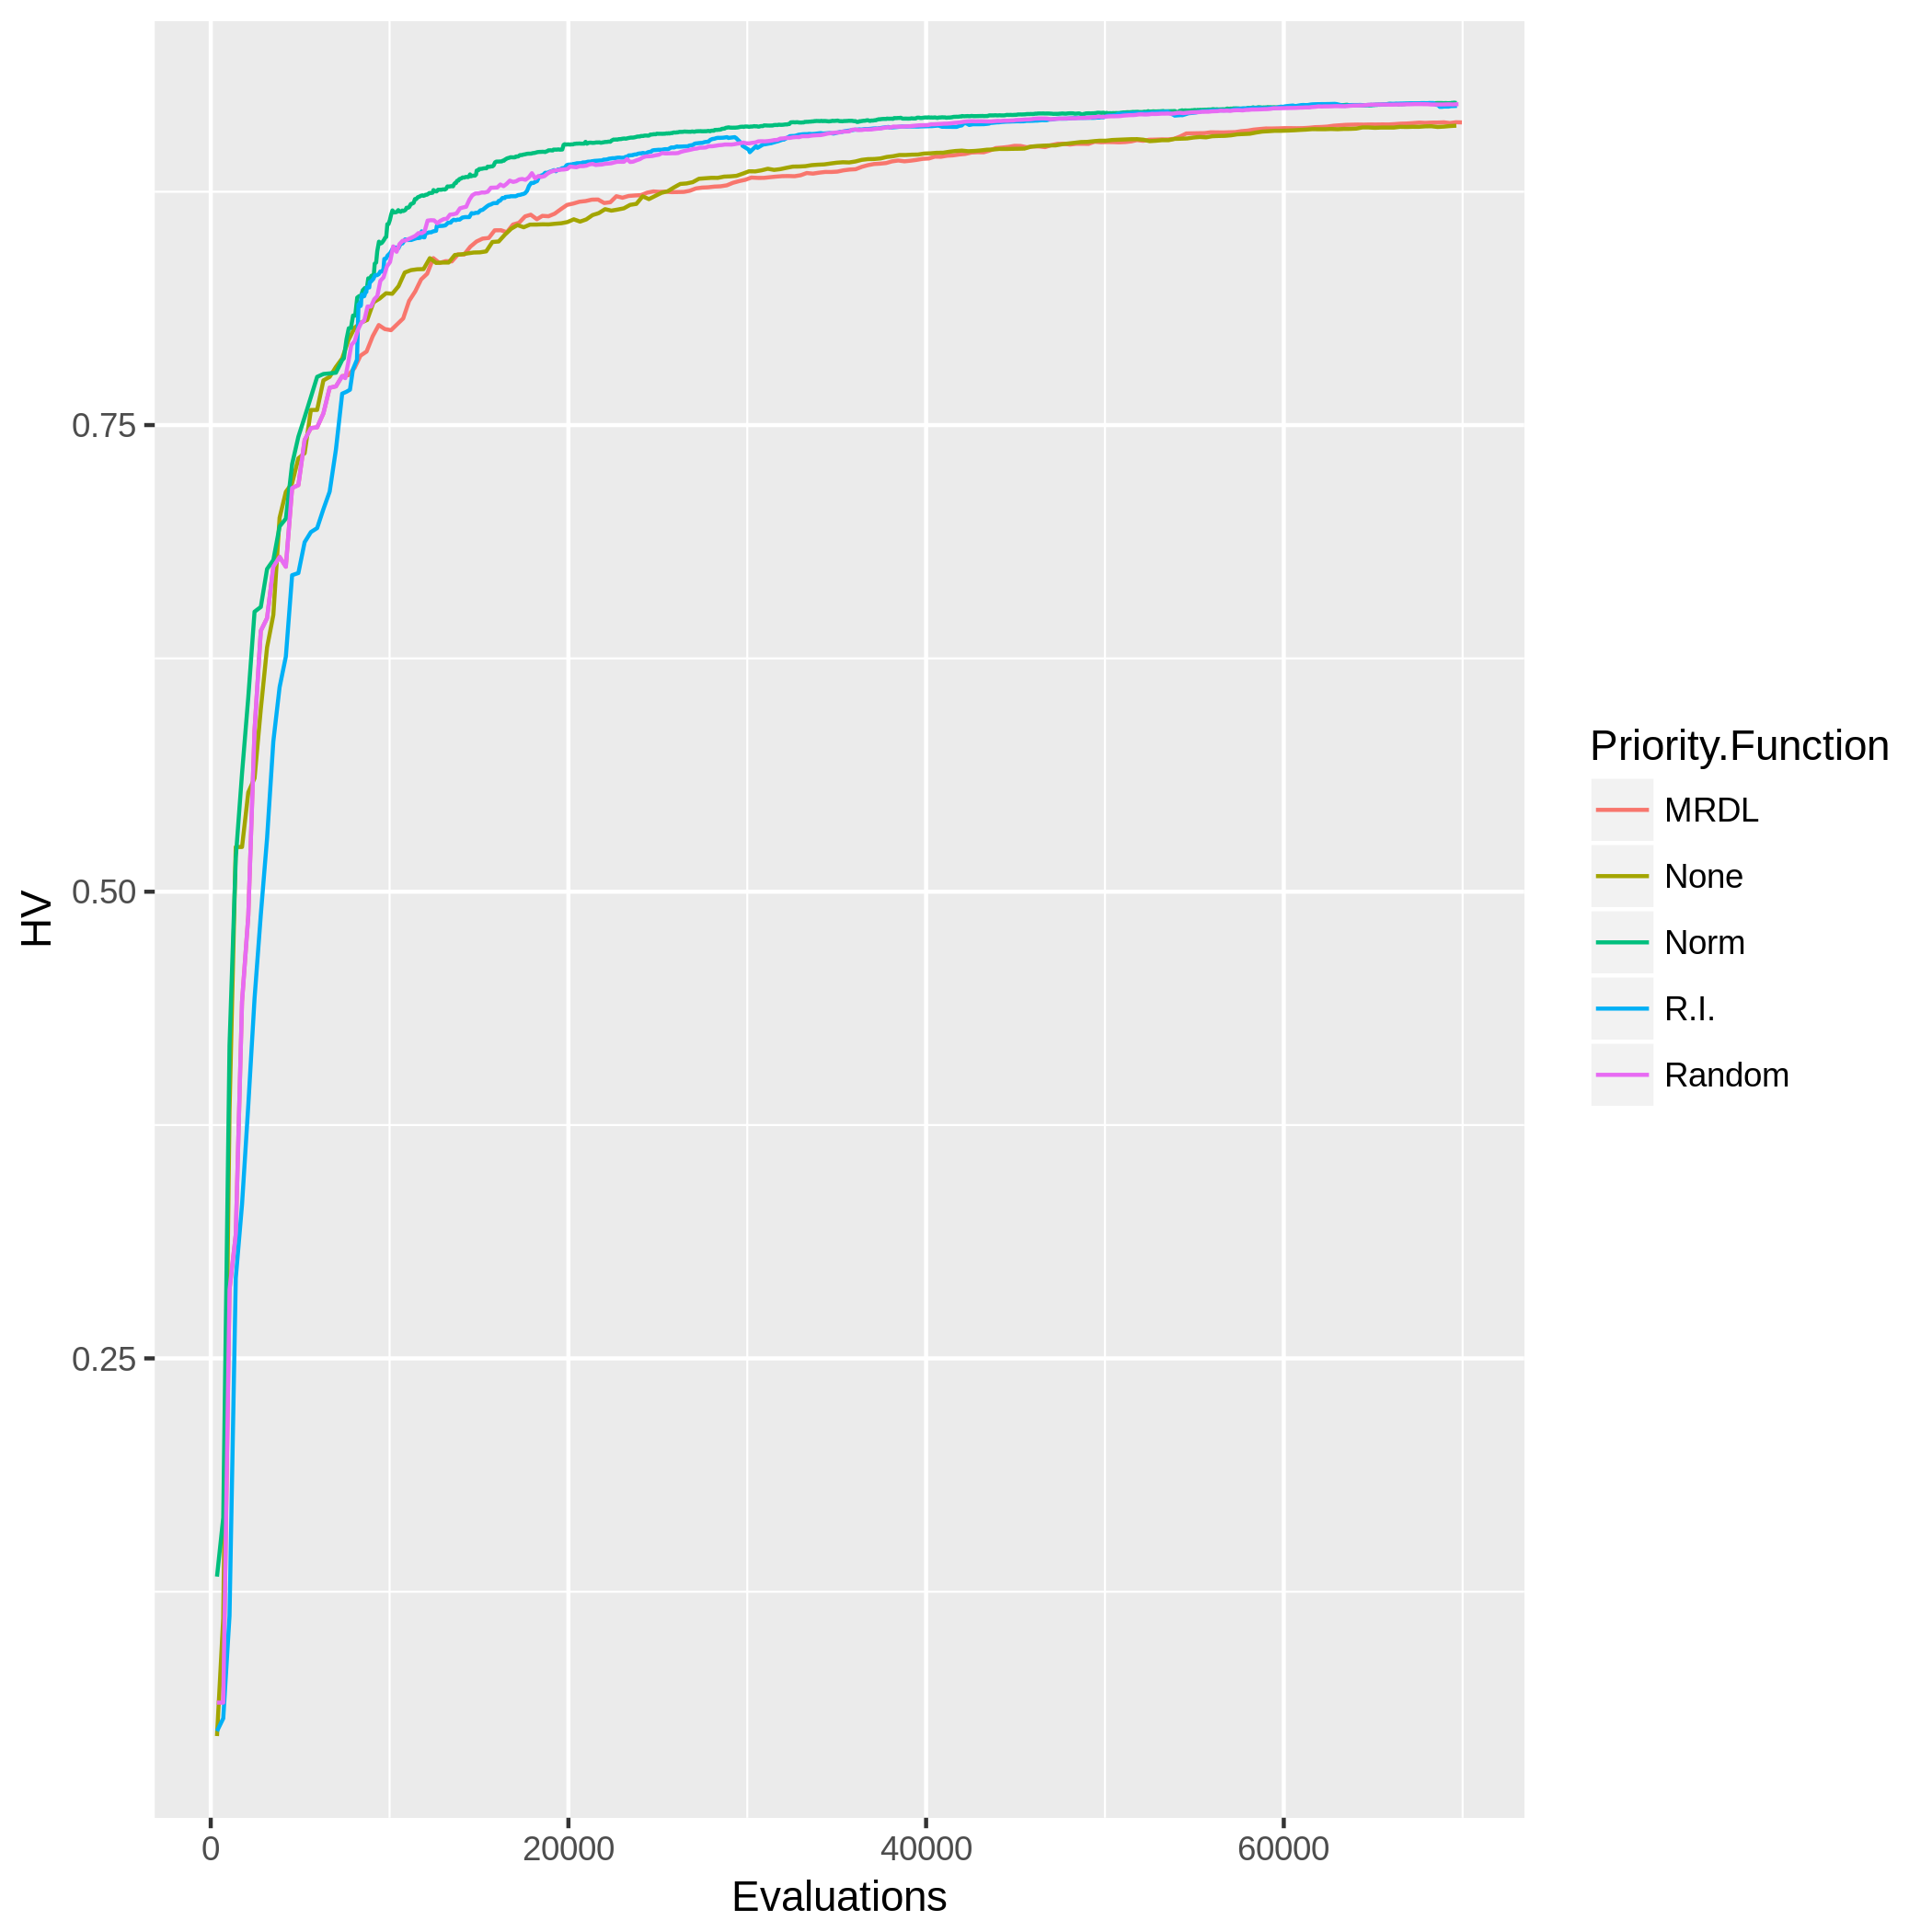 HV
0.75
0.50
0.25
0
20000
40000
60000
Evaluations
Priority.Function
MRDL
None
Norm
R.I.
Random